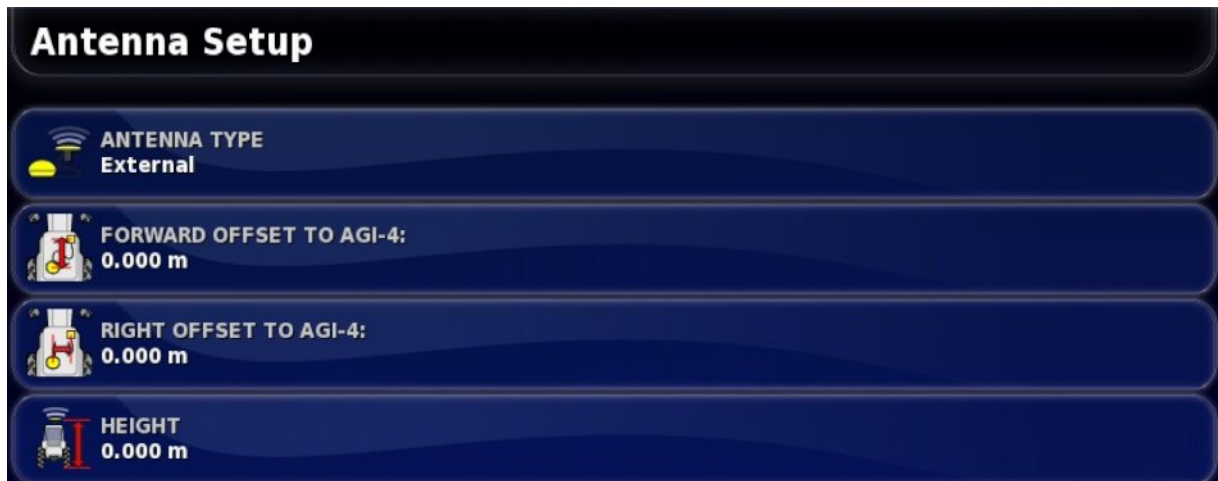 Antenna Setup
ANTENNA TYPE
External
FORWARD OFFSET TO AGI-4:
0.000 m
RIGHT OFFSET TO AGI-4:
0.000 m
HEIGHT
0.000 m